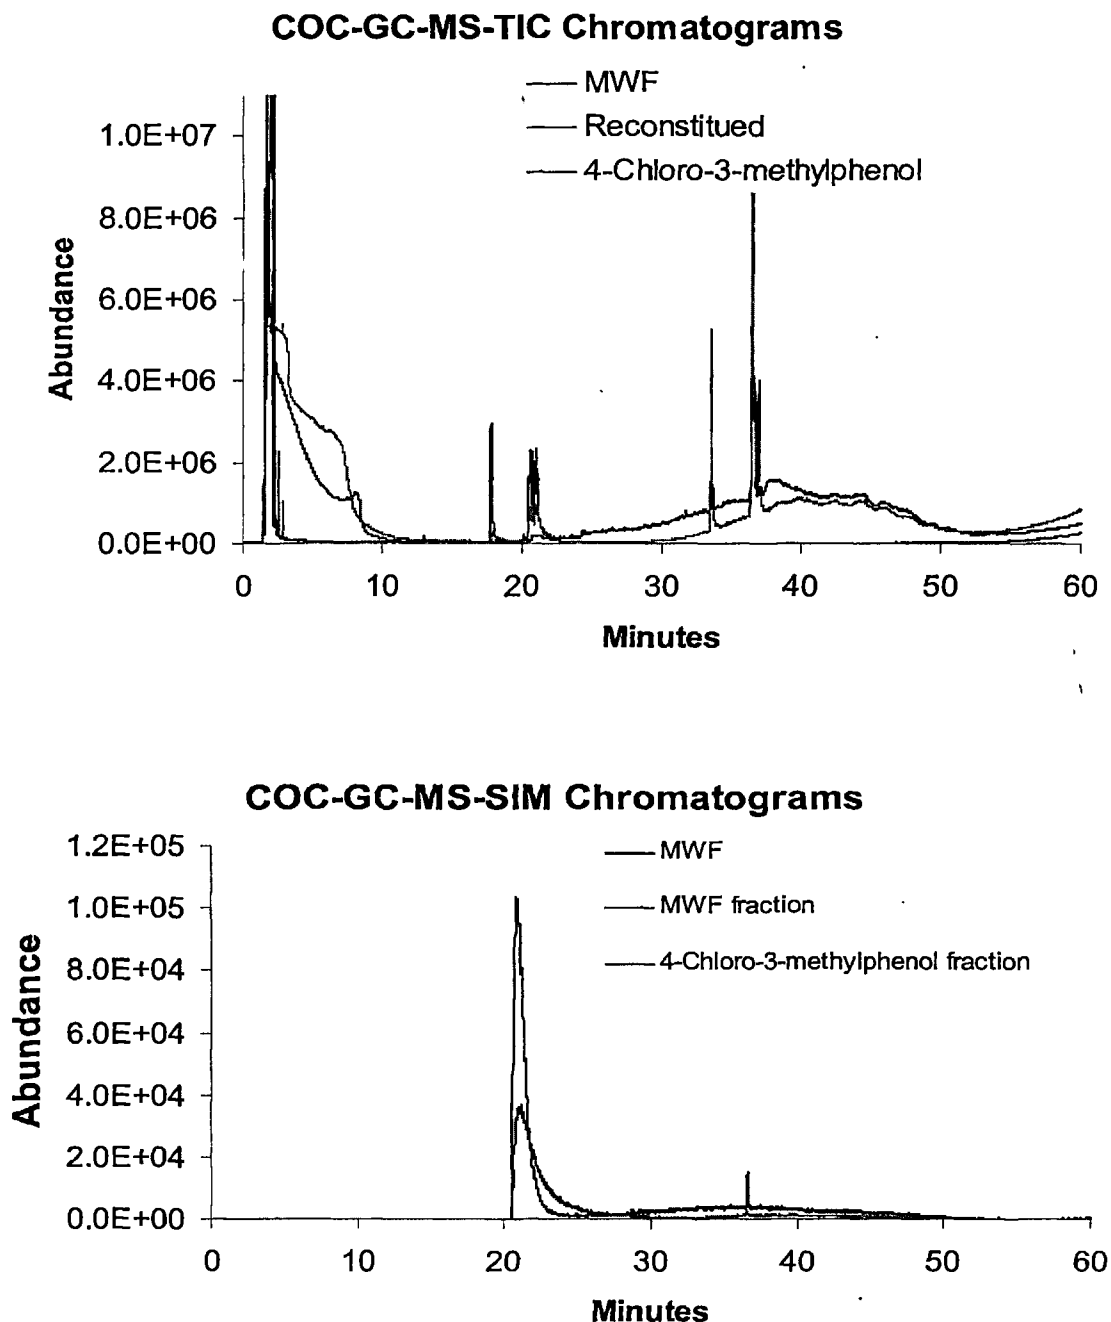 COC-GC-MS-TIC Chromatograms
MWF
Reconstitued
4-Chloro-3-methylphenol
1.0E+07
8.0E+06
6.0E+06
4.0E+06
2.0E+06
0.0E+00
Abundance
0 10 20 30 40 50 60
Minutes
COC-GC-MS-SIM Chromatograms
MWF
MWF fraction
4-Chloro-3-methylphenol fraction
1.2E+05
1.0E+05
8.0E+04
6.0E+04
4.0E+04
2.0E+04
0.0E+00
Abundance
0 10 20 30 40 50 60
Minutes